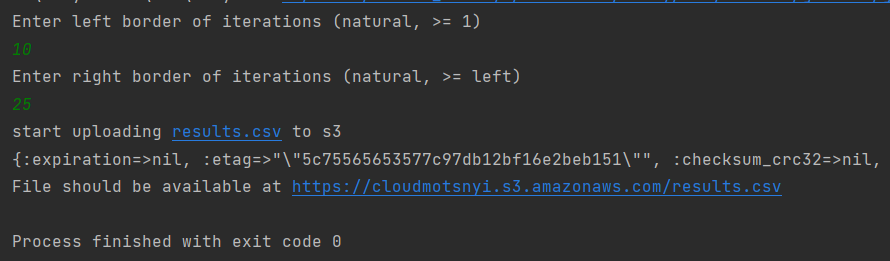 Enter left border of iterations (natural, >= 1)
10
Enter right border of iterations (natural, >= left)
25
start uploading results.csv to s3
{:expiration=>nil, :etag=>"\"5c75565653577c97db12bf16e2beb151\"", :checksum_crc32=>nil,
File should be available at https://cloudmotsnyi.s3.amazonaws.com/results.csv
Process finished with exit code 0